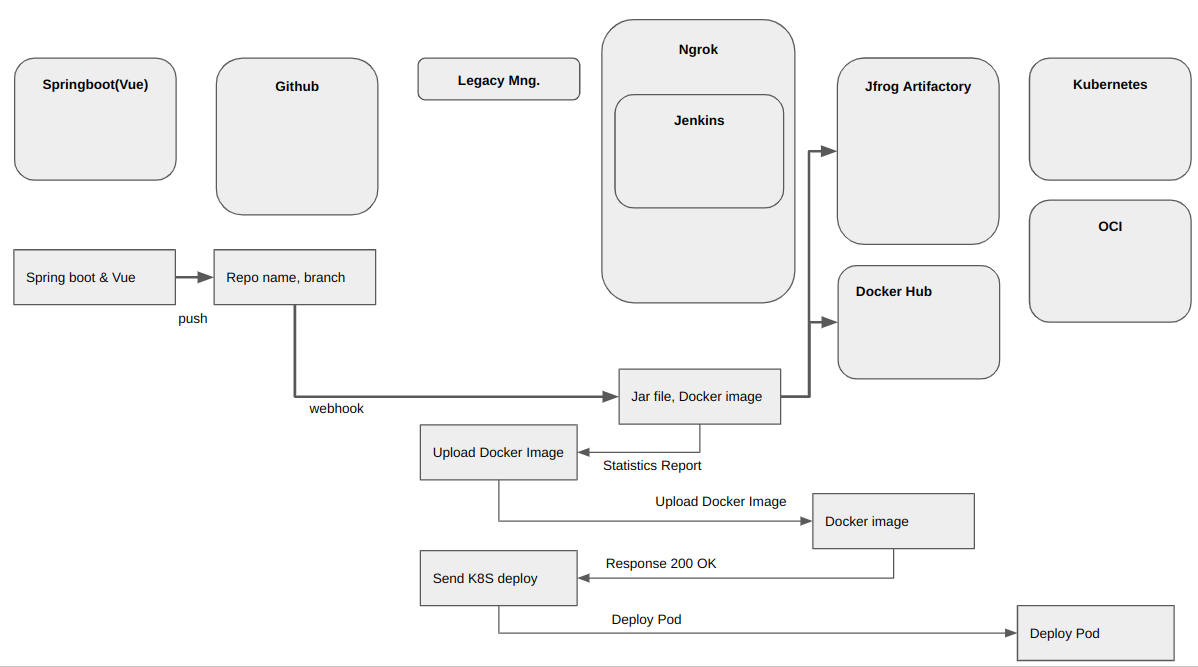 Ngrok
Springboot(Vue)
Github
Legacy Mng.
Jfrog Artifactory
Kubernetes
Jenkins
OCI
Spring boot & Vue
Repo name, branch
Docker Hub
push
Jar file, Docker image
webhook
Upload Docker Image
Statistics Report
Upload Docker Image
Docker image
Response 200 OK
Send K8S deploy
Deploy Pod
Deploy Pod